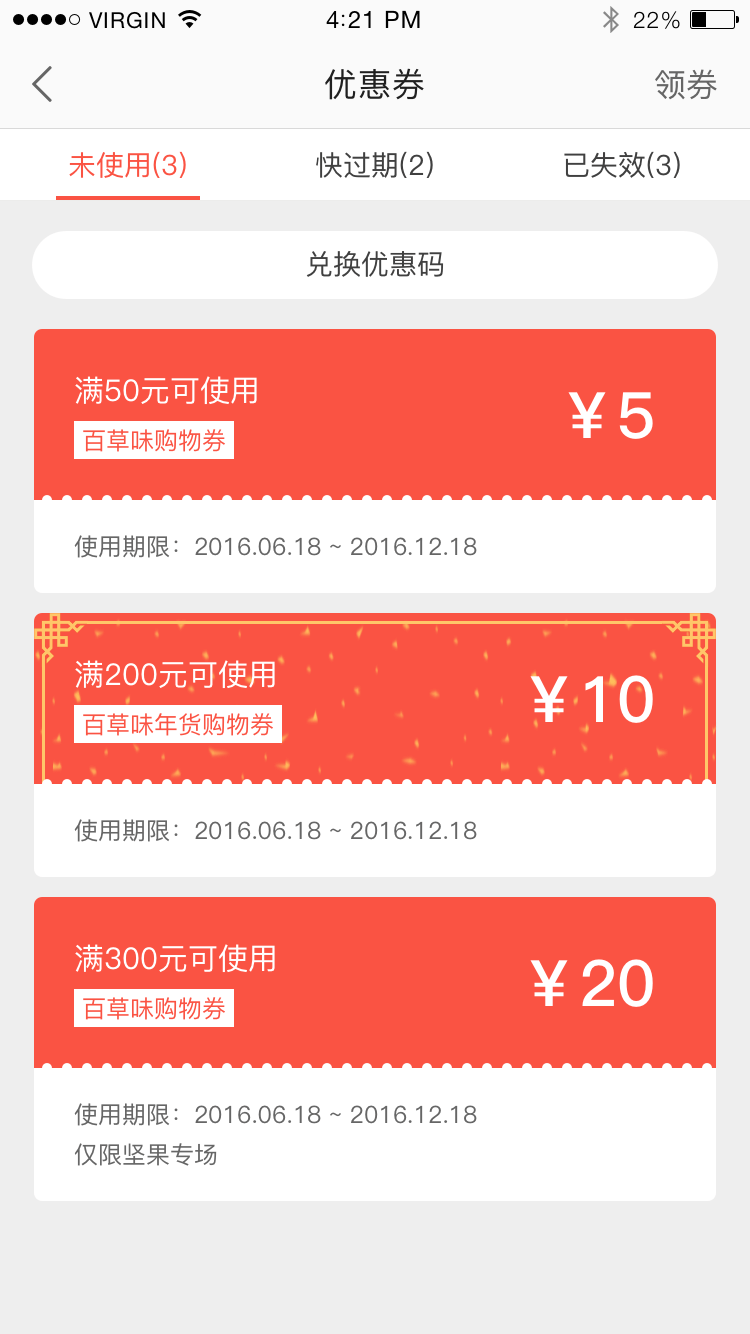 VIRGIN 4:21 PM 22%
优惠券 领券
未使用(3) 快过期(2) 已失效(3)
兑换优惠码
满50元可使用
百草味购物券
¥5
使用期限：2016.06.18 ~ 2016.12.18
满200元可使用
百草味年货购物券
¥10
使用期限：2016.06.18 ~ 2016.12.18
满300元可使用
百草味购物券
¥20
使用期限：2016.06.18 ~ 2016.12.18
仅限坚果专场